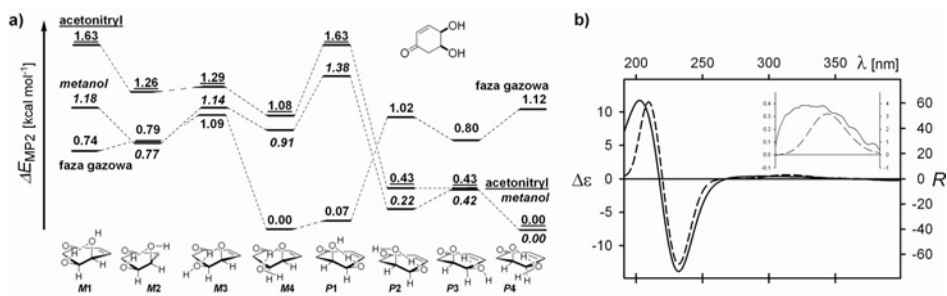 a)
b)
ΔE_MP2 [kcal mol⁻¹]
acetonitryl
1.63
1.26
1.29
1.08
1.63
metanol
1.18
1.14
1.38
0.74
0.79
0.77
1.09
0.91
faza gazowa
0.00
0.07
1.02
0.80
1.12
faza gazowa
0.43
0.22
0.43
0.42
acetonitryl
metanol
0.00
0.00
OH
O
OH
M1
M2
M3
M4
P1
P2
P3
P4
200 250 300 350
λ [nm]
10
5
0
-5
-10
Δε
60
40
20
0
-20
-40
-60
R
0.4
0.3
0.2
0.1
0.0
-0.1
4
3
2
1
0
-1